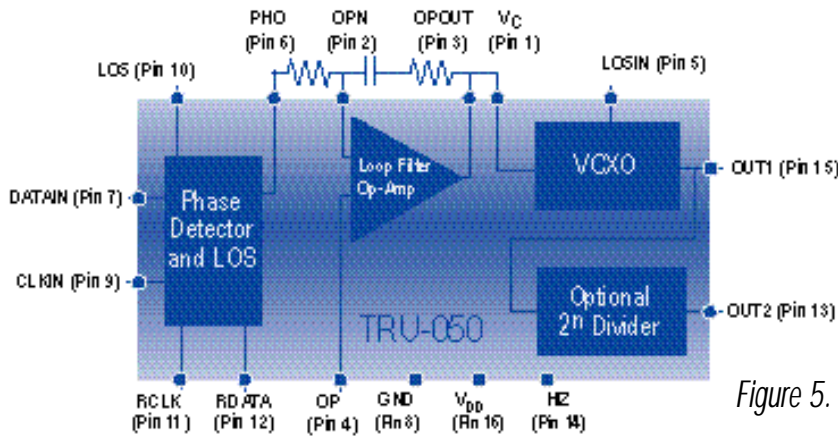 PHO
(Pin 6)
OPN
(Pin 2)
OPOUT
(Pin 3)
VC
(Pin 1)
LOS (Pin 10)
LOSIN (Pin 5)
Loop Filter
Op-Amp
VCXO
OUT1 (Pin 15)
DATAIN (Pin 7)
Phase
Detector
and LOS
CLKIN (Pin 9)
Optional
2n Divider
OUT2 (Pin 13)
TRU-050
RCLK
(Pin 11)
RDATA
(Pin 12)
OP
(Pin 4)
GND
(Pin 8)
VDD
(Pin 16)
HIZ
(Pin 14)
Figure 5.